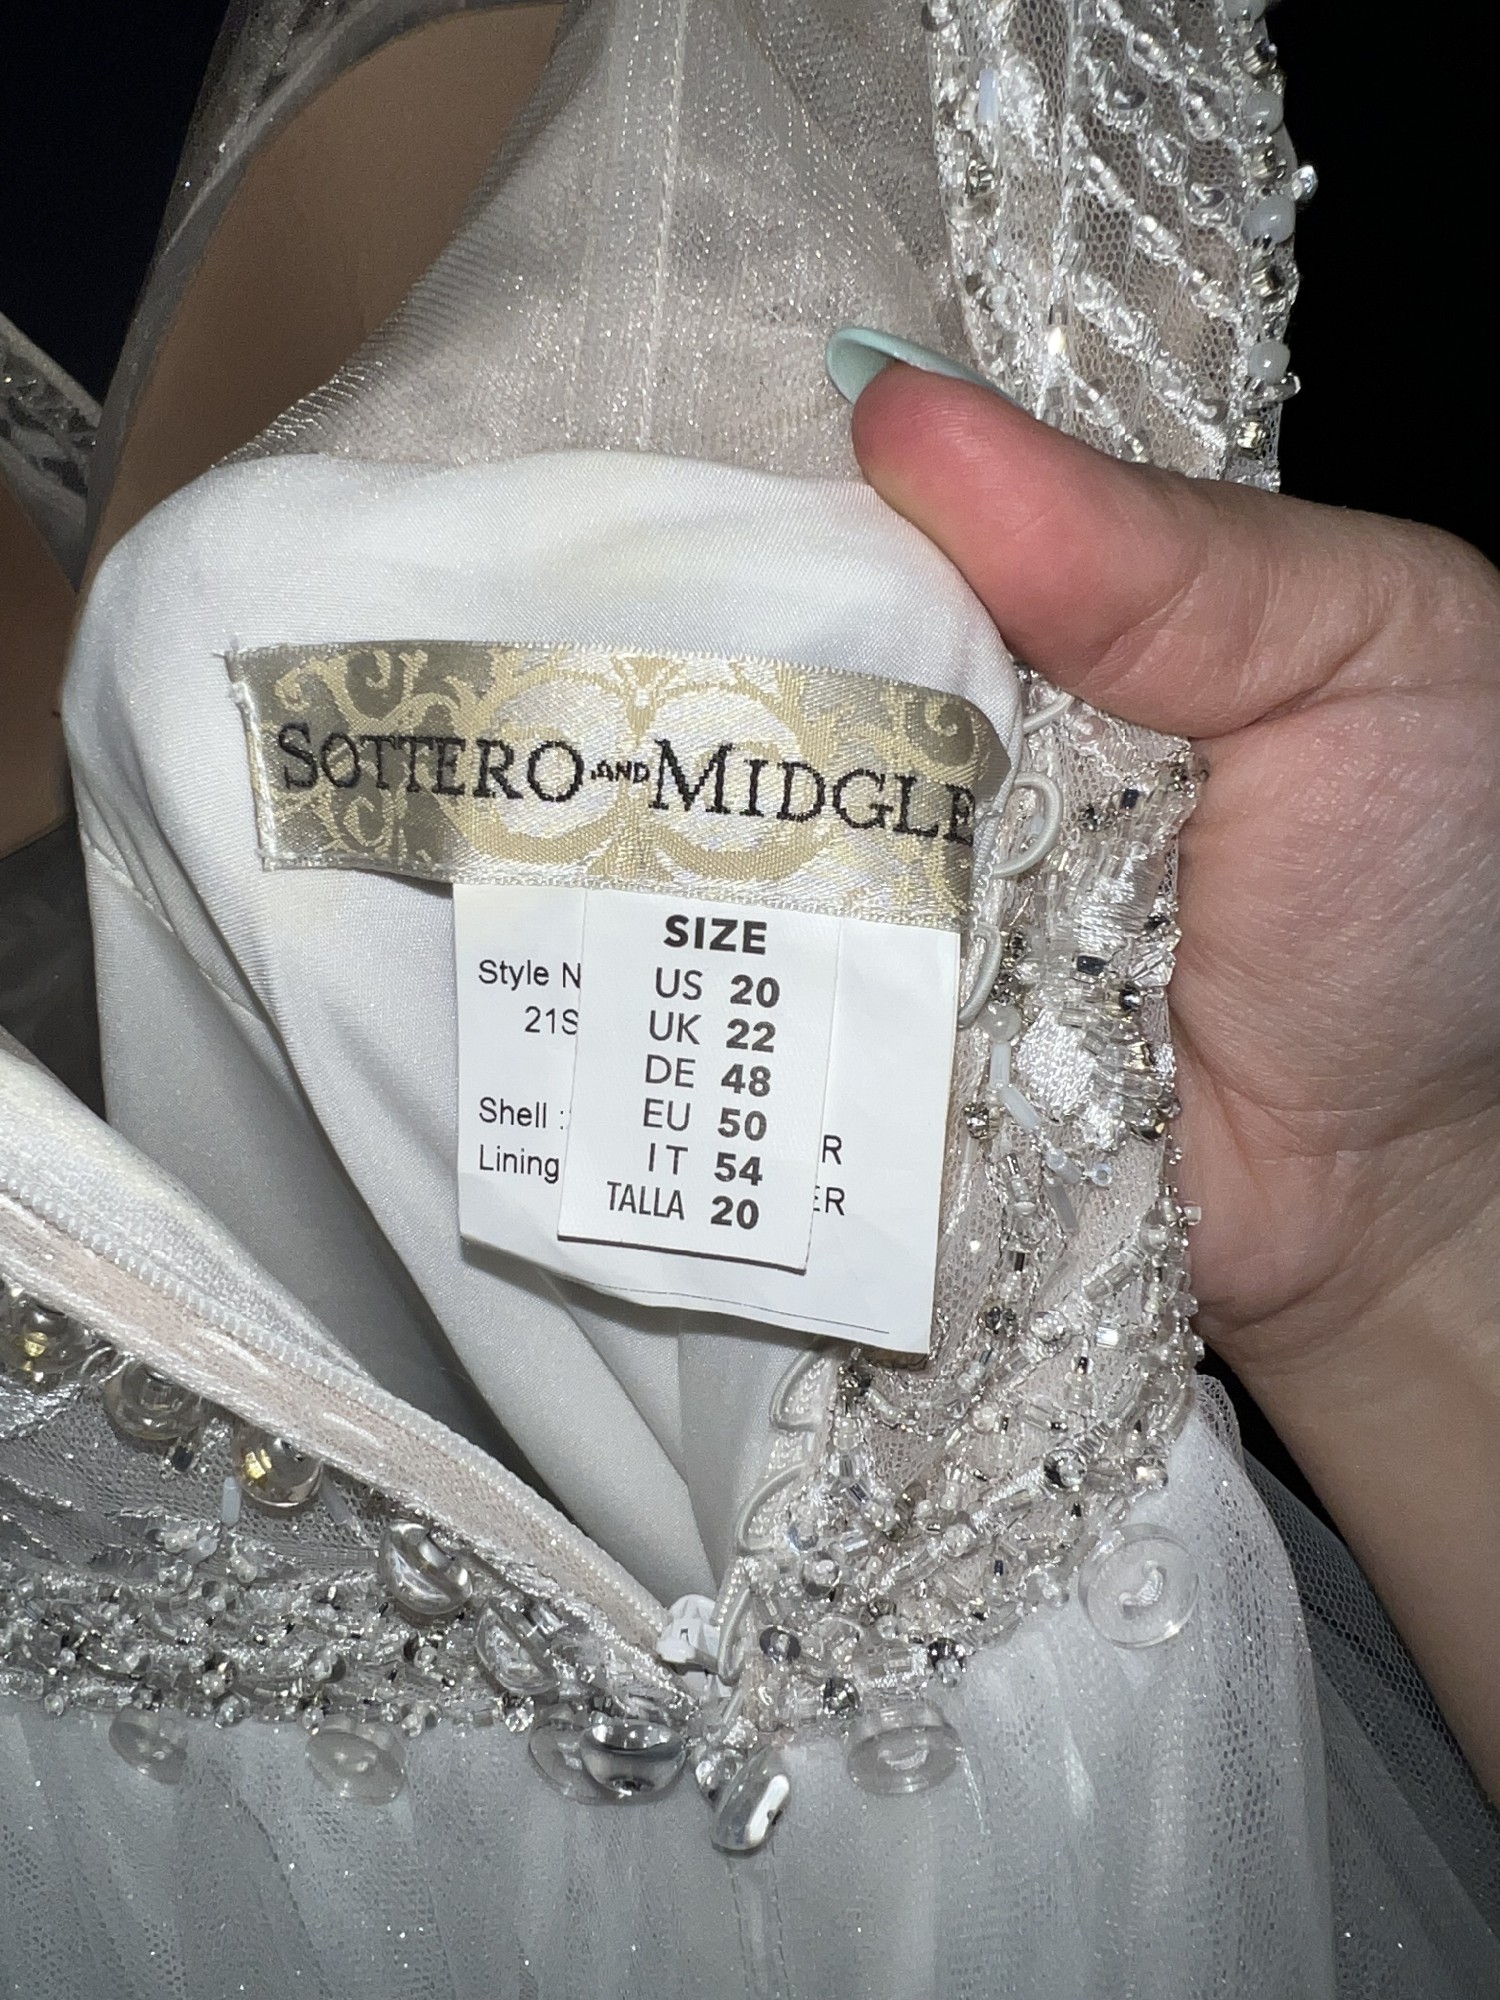 SOTTERO AND MIDGLE
SIZE
US 20
UK 22
DE 48
EU 50
IT 54
TALLA 20
Style N
21S
Shell :
Lining
R
ER